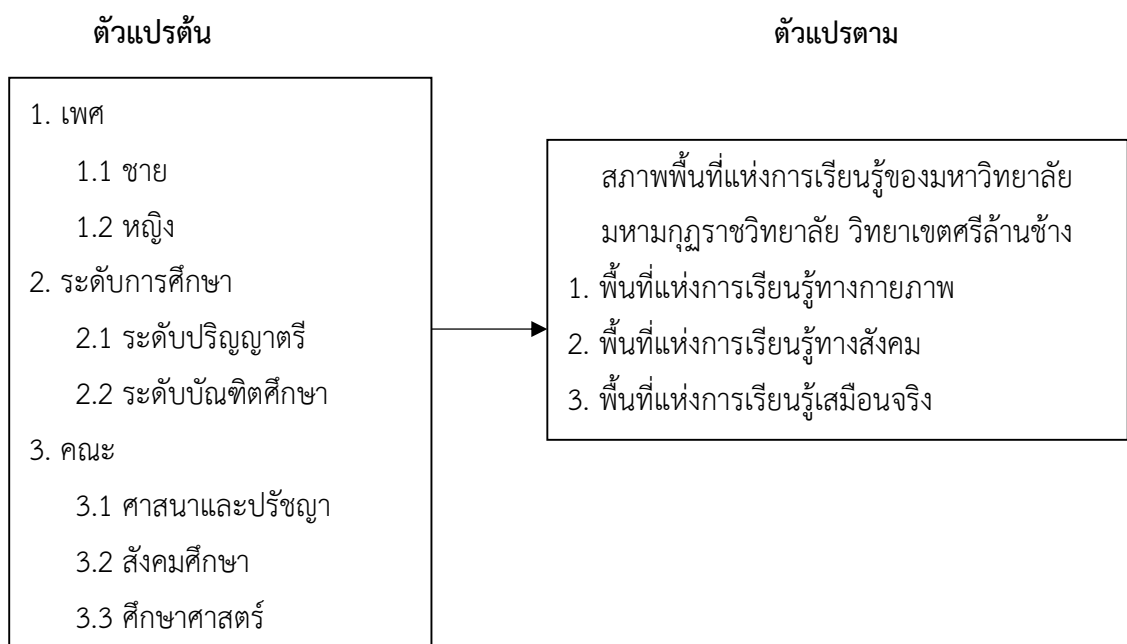 ตัวแปรต้น
ตัวแปรตาม
1. เพศ
1.1 ชาย
1.2 หญิง
2. ระดับการศึกษา
2.1 ระดับปริญญาตรี
2.2 ระดับบัณฑิตศึกษา
3. คณะ
3.1 ศาสนาและปรัชญา
3.2 สังคมศึกษา
3.3 ศึกษาศาสตร์
สภาพพื้นที่แห่งการเรียนรู้ของมหาวิทยาลัย
มหามกุฏราชวิทยาลัย วิทยาเขตศรีล้านช้าง
1. พื้นที่แห่งการเรียนรู้ทางกายภาพ
2. พื้นที่แห่งการเรียนรู้ทางสังคม
3. พื้นที่แห่งการเรียนรู้เสมือนจริง